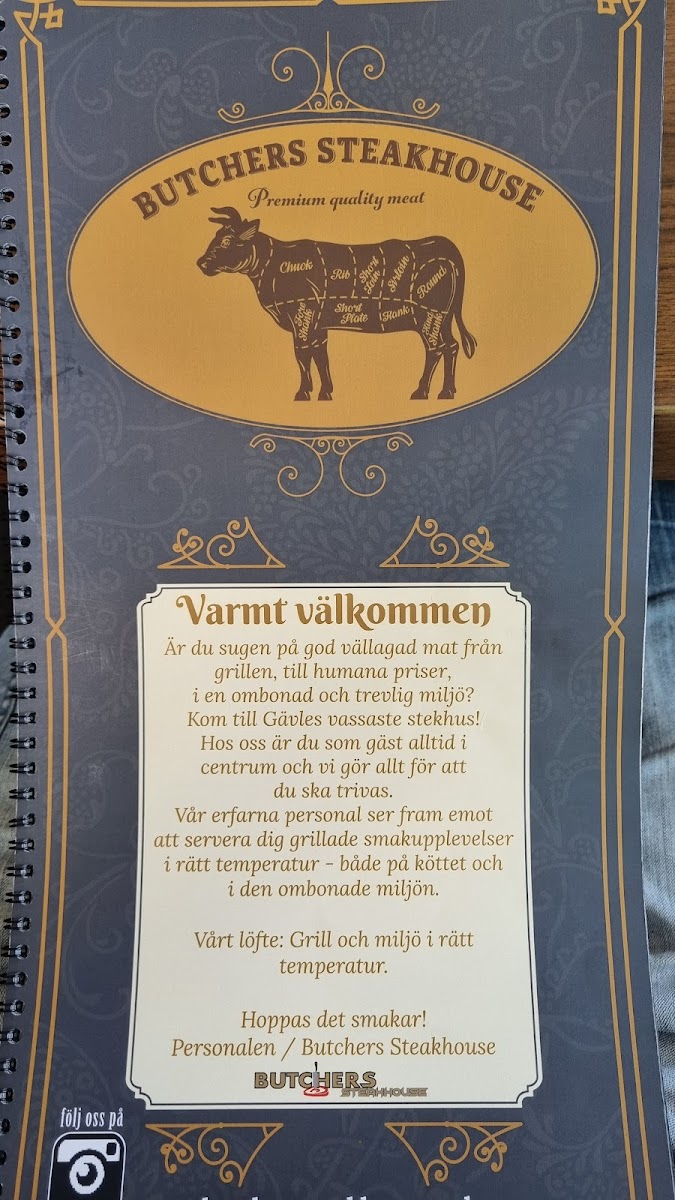 BUTCHERS STEAKHOUSE
Premium quality meat
Chuck
Rib
Short Loin
Sirloin
Round
Fore Shank
Short Plate
Hind Shank
Varmt välkommen
Är du sugen på god vällagad mat från
grillen, till humana priser,
i en ombonad och trevlig miljö?
Kom till Gävles vassaste stekhus!
Hos oss är du som gäst alltid i
centrum och vi gör allt för att
du ska trivas.
Vår erfarna personal ser fram emot
att servera dig grillade smakupplevelser
i rätt temperatur - både på köttet och
i den ombonade miljön.
Vårt löfte: Grill och miljö i rätt
temperatur.
Hoppas det smakar!
Personalen / Butchers Steakhouse
BUTCHERS
STEAKHOUSE
följ oss på